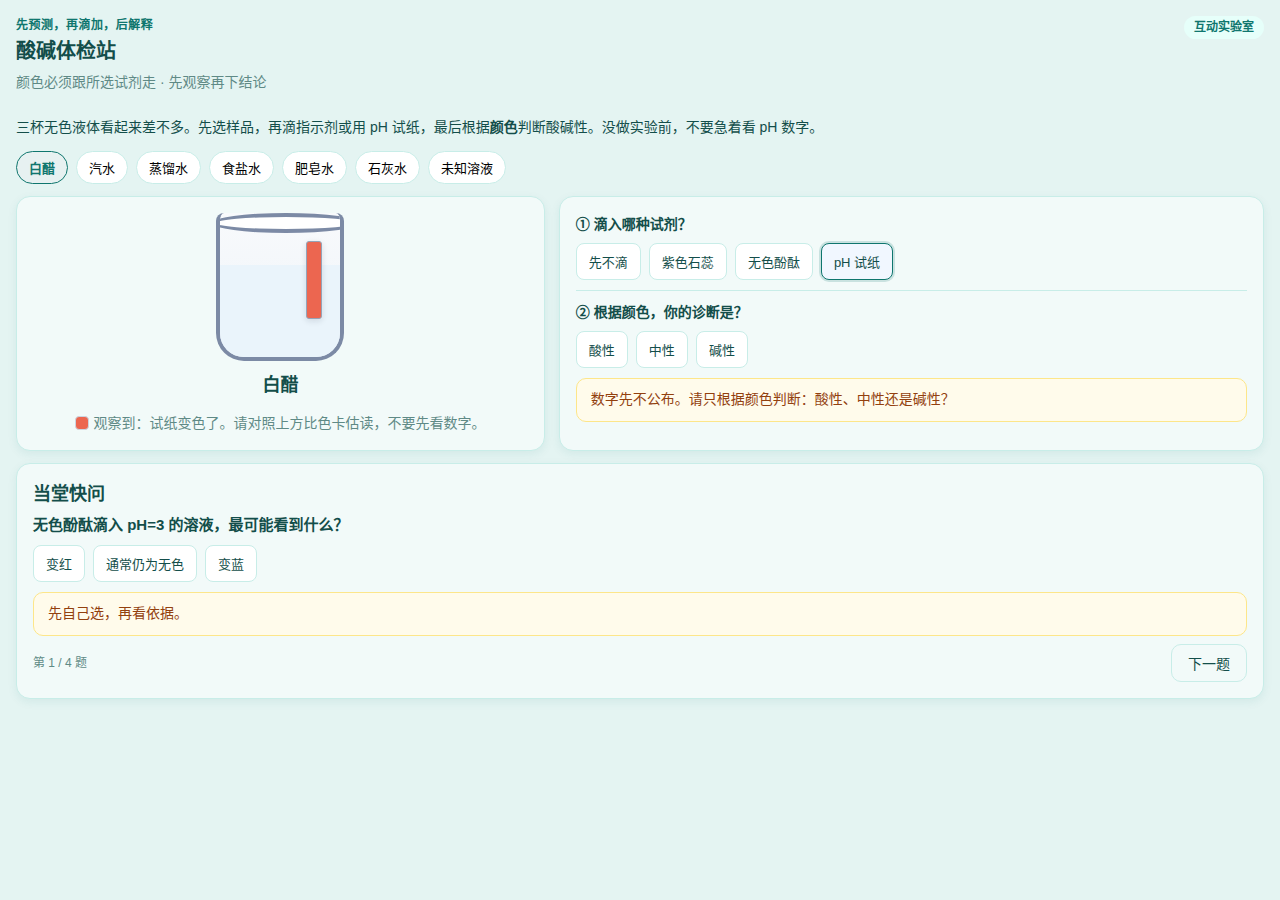 先预测，再滴加，后解释
互动实验室
酸碱体检站
颜色必须跟所选试剂走 · 先观察再下结论
三杯无色液体看起来差不多。先选样品，再滴指示剂或用 pH 试纸，最后根据颜色判断酸碱性。没做实验前，不要急着看 pH 数字。
白醋 汽水 蒸馏水 食盐水 肥皂水 石灰水 未知溶液
白醋
观察到：试纸变色了。请对照上方比色卡估读，不要先看数字。
① 滴入哪种试剂？
先不滴 紫色石蕊 无色酚酞 pH 试纸
② 根据颜色，你的诊断是？
酸性 中性 碱性
数字先不公布。请只根据颜色判断：酸性、中性还是碱性？
当堂快问
无色酚酞滴入 pH=3 的溶液，最可能看到什么？
变红 通常仍为无色 变蓝
先自己选，再看依据。
第 1 / 4 题
下一题